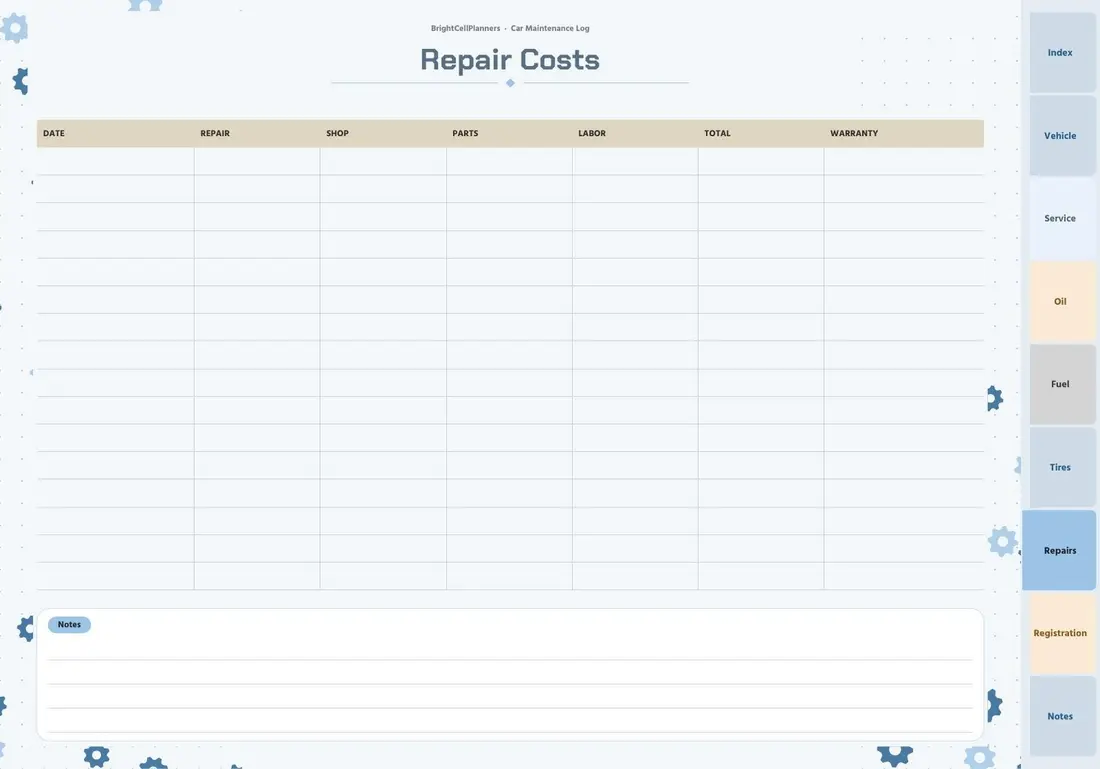 BrightCellPlanners · Car Maintenance Log
Repair Costs
DATE REPAIR SHOP PARTS LABOR TOTAL WARRANTY
Notes
Index
Vehicle
Service
Oil
Fuel
Tires
Repairs
Registration
Notes